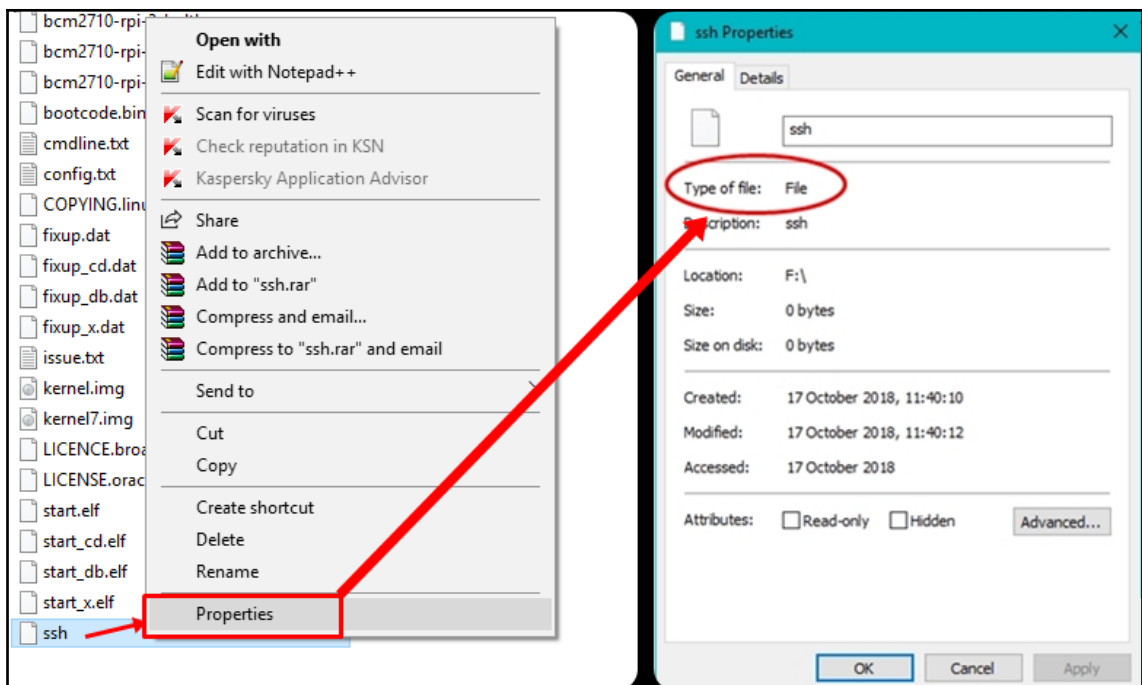 bcm2710-rpi-
bcm2710-rpi-
bcm2710-rpi-
bootcode.bin
cmdline.txt
config.txt
COPYING.linu
fixup.dat
fixup_cd.dat
fixup_db.dat
fixup_x.dat
issue.txt
kernel.img
kernel7.img
LICENCE.broa
LICENSE.orac
start.elf
start_cd.elf
start_db.elf
start_x.elf
ssh
Open with
Edit with Notepad++
Scan for viruses
Check reputation in KSN
Kaspersky Application Advisor
Share
Add to archive...
Add to "ssh.rar"
Compress and email...
Compress to "ssh.rar" and email
Send to
Cut
Copy
Create shortcut
Delete
Rename
Properties
ssh Properties
General Details
ssh
Type of file: File
Description: ssh
Location: F:\
Size: 0 bytes
Size on disk: 0 bytes
Created: 17 October 2018, 11:40:10
Modified: 17 October 2018, 11:40:12
Accessed: 17 October 2018
Attributes: Read-only Hidden Advanced...
OK Cancel Apply